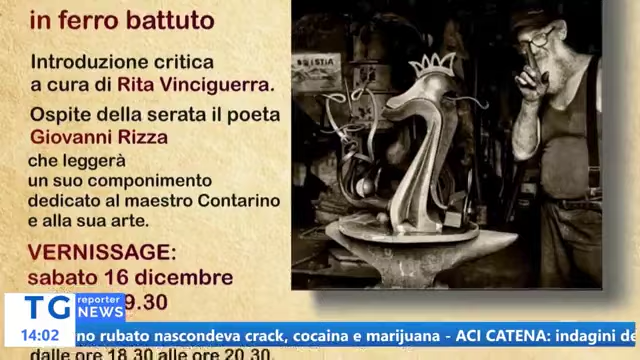 in ferro battuto
Introduzione critica
a cura di Rita Vinciguerra.
Ospite della serata il poeta
Giovanni Rizza
che leggerà
un suo componimento
dedicato al maestro Contarino
e alla sua arte.
VERNISSAGE:
sabato 16 dicembre
9.30
TG reporter
NEWS
14:02
no rubato nascondeva crack, cocaina e marijuana - ACI CATENA: indagini de
dalle ore 18.30 alle ore 20.30.